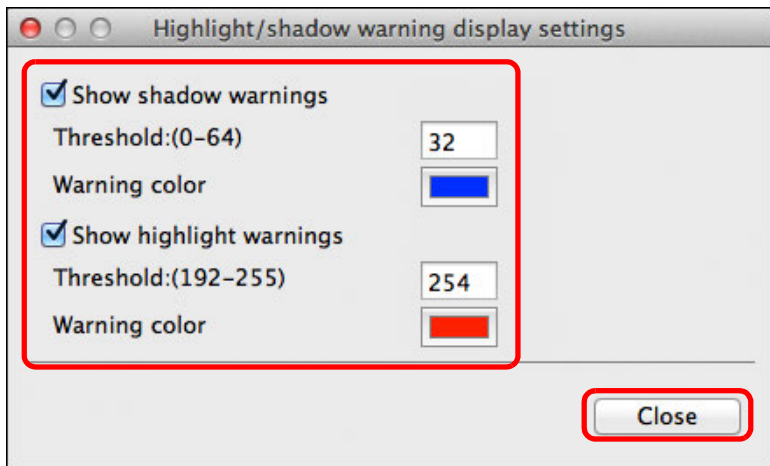 Highlight/shadow warning display settings
Show shadow warnings
Threshold:(0-64) 32
Warning color
Show highlight warnings
Threshold:(192-255) 254
Warning color
Close